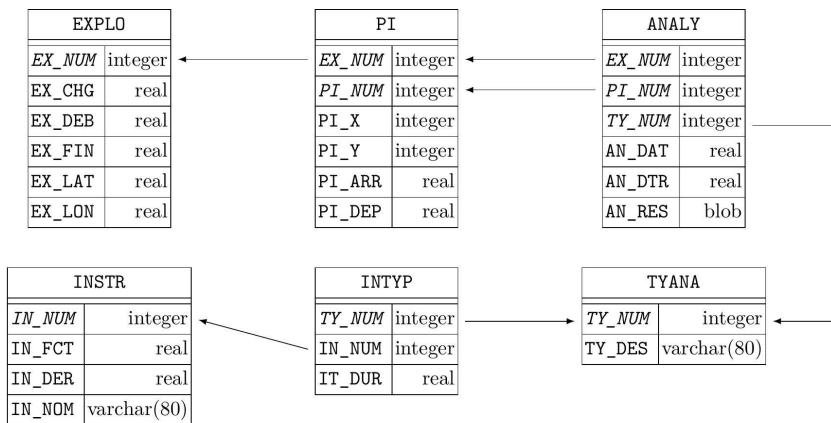 EXPLO
EX_NUM integer
EX_CHG real
EX_DEB real
EX_FIN real
EX_LAT real
EX_LON real
PI
EX_NUM integer
PI_NUM integer
PI_X integer
PI_Y integer
PI_ARR real
PI_DEP real
ANALY
EX_NUM integer
PI_NUM integer
TY_NUM integer
AN_DAT real
AN_DTR real
AN_RES blob
INSTR
IN_NUM integer
IN_FCT real
IN_DER real
IN_NOM varchar(80)
INTYP
TY_NUM integer
IN_NUM integer
IT_DUR real
TYANA
TY_NUM integer
TY_DES varchar(80)